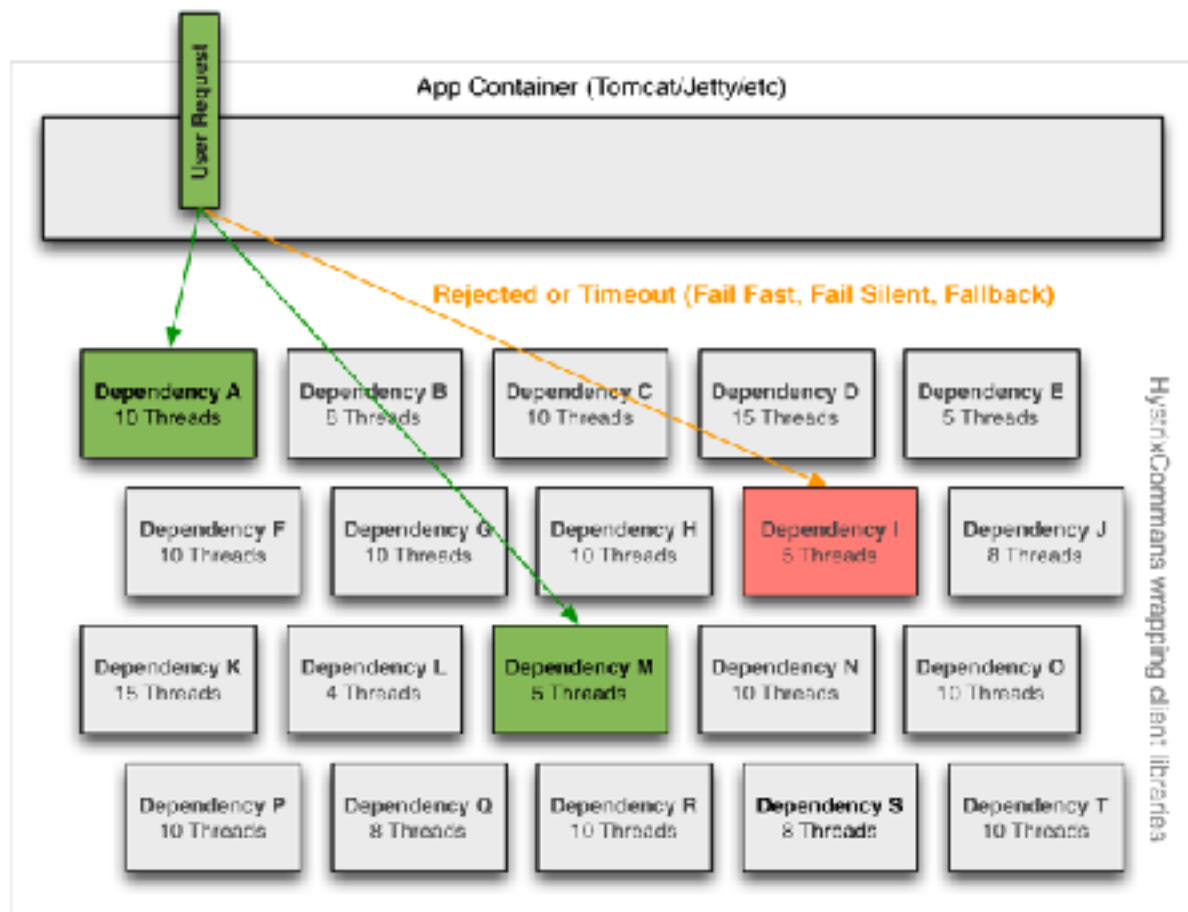 User Request
App Container (Tomcat/Jetty/etc)
Rejected or Timeout (Fail Fast, Fail Silent, Fallback)
Dependency A
10 Threads
Dependency B
Threads
Dependency C
10 Threads
Dependency D
15 Threads
Dependency E
5 Threads
Dependency F
10 Threads
Dependency G
10 Threads
Dependency H
10 Threads
Dependency I
5 Threads
Dependency J
8 Threads
Dependency K
15 Threads
Dependency L
4 Threads
Dependency M
5 Threads
Dependency N
10 Threads
Dependency O
10 Threads
Dependency P
10 Threads
Dependency Q
8 Threads
Dependency R
10 Threads
Dependency S
8 Threads
Dependency T
10 Threads
HystrixCommans wrapping client libraries